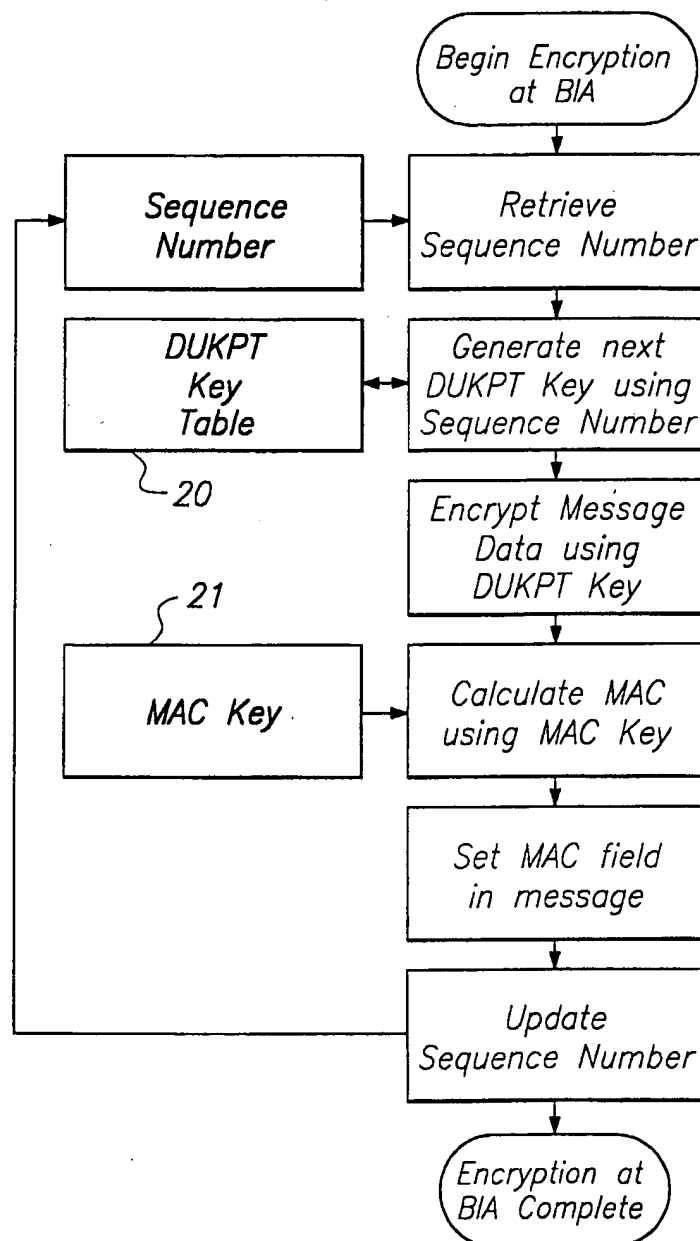 Begin Encryption
at BIA
Sequence
Number
Retrieve
Sequence Number
DUKPT
Key
Table
20
Generate next
DUKPT Key using
Sequence Number
Encrypt Message
Data using
DUKPT Key
21
MAC Key
Calculate MAC
using MAC Key
Set MAC field
in message
Update
Sequence Number
Encryption at
BIA Complete